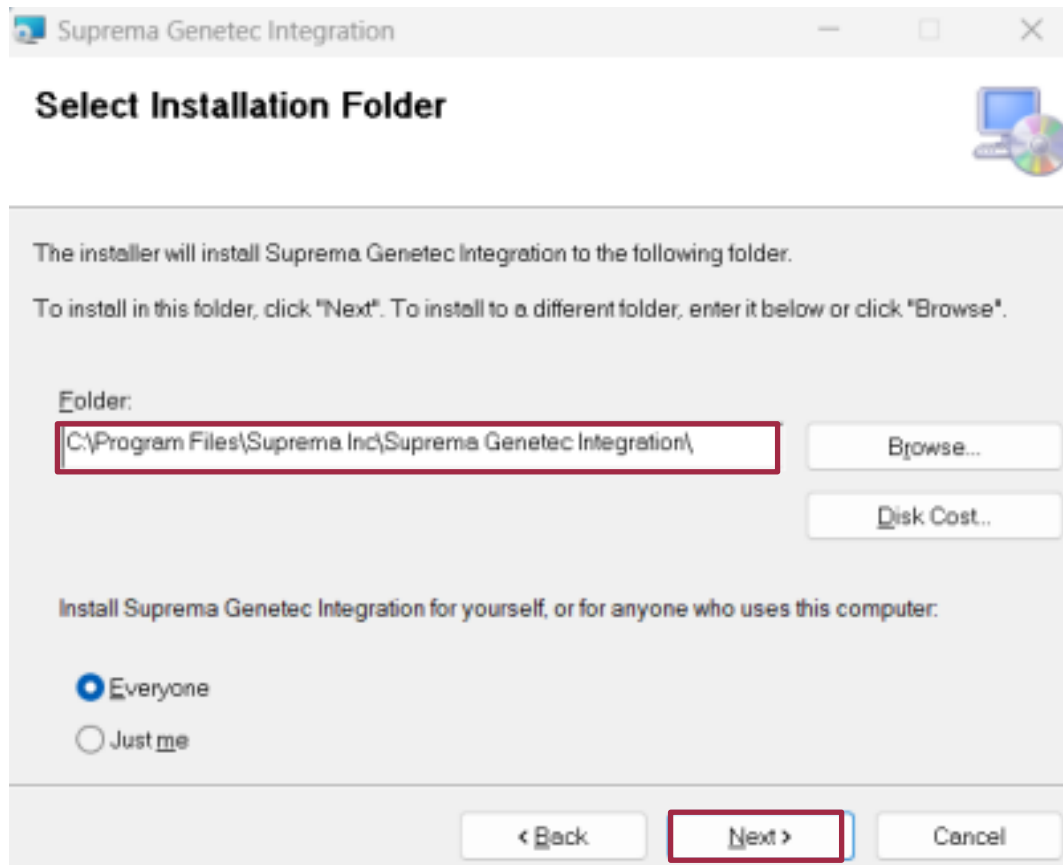 Suprema Genetec Integration
Select Installation Folder
The installer will install Suprema Genetec Integration to the following folder.
To install in this folder, click "Next". To install to a different folder, enter it below or click "Browse".
Folder:
C:\Program Files\Suprema Inc\Suprema Genetec Integration\
Browse...
Disk Cost...
Install Suprema Genetec Integration for yourself, or for anyone who uses this computer:
Everyone
Just me
< Back
Next >
Cancel